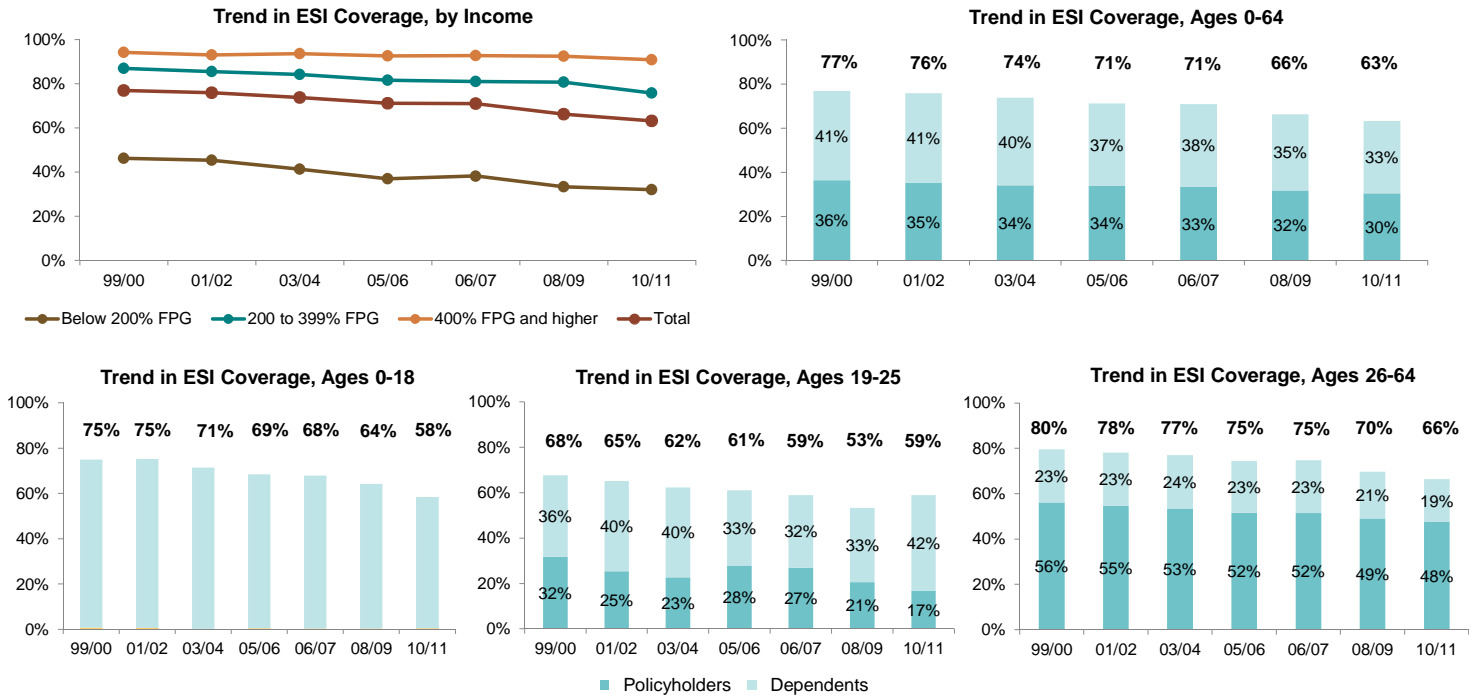 Trend in ESI Coverage, by Income
100%
80%
60%
40%
20%
0%
99/00 01/02 03/04 05/06 06/07 08/09 10/11
Below 200% FPG 200 to 399% FPG 400% FPG and higher Total
Trend in ESI Coverage, Ages 0-64
100%
80%
60%
40%
20%
0%
77% 76% 74% 71% 71% 66% 63%
41% 41% 40% 37% 38% 35% 33%
36% 35% 34% 34% 33% 32% 30%
99/00 01/02 03/04 05/06 06/07 08/09 10/11
Trend in ESI Coverage, Ages 0-18
100%
80%
60%
40%
20%
0%
75% 75% 71% 69% 68% 64% 58%
99/00 01/02 03/04 05/06 06/07 08/09 10/11
Trend in ESI Coverage, Ages 19-25
100%
80%
60%
40%
20%
0%
68% 65% 62% 61% 59% 53% 59%
36% 40% 40% 33% 32% 33% 42%
32% 25% 23% 28% 27% 21% 17%
99/00 01/02 03/04 05/06 06/07 08/09 10/11
Trend in ESI Coverage, Ages 26-64
100%
80%
60%
40%
20%
0%
80% 78% 77% 75% 75% 70% 66%
23% 23% 24% 23% 23% 21% 19%
56% 55% 53% 52% 52% 49% 48%
99/00 01/02 03/04 05/06 06/07 08/09 10/11
Policyholders Dependents